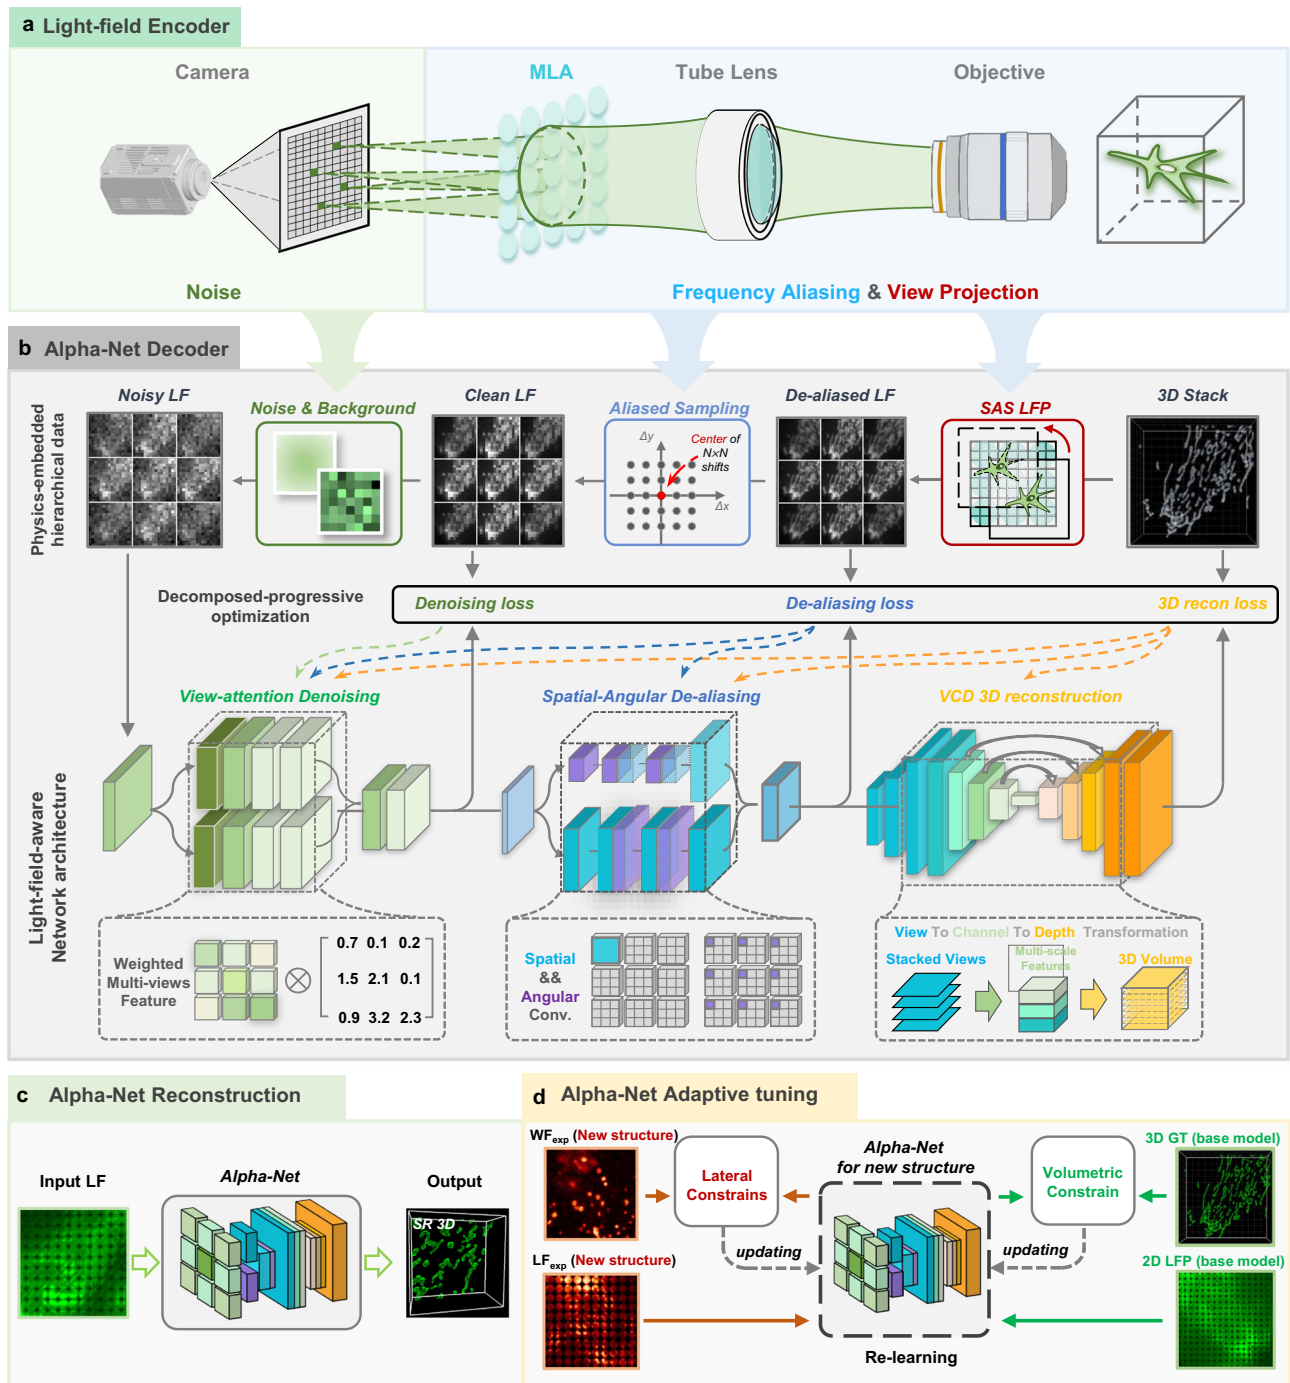 a Light-field Encoder
Camera
MLA
Tube Lens
Objective
Noise
Frequency Aliasing & View Projection
b Alpha-Net Decoder
Physics-embedded
hierarchical data
Noisy LF
Noise & Background
Clean LF
Aliased Sampling
De-aliased LF
SAS LFP
3D Stack
Δy
Center of
N×N
shifts
Δx
Decomposed-progressive
optimization
Denoising loss
De-aliasing loss
3D recon loss
Light-field-aware
Network architecture
View-attention Denoising
Spatial-Angular De-aliasing
VCD 3D reconstruction
Weighted
Multi-views
Feature
0.7 0.1 0.2
1.5 2.1 0.1
0.9 3.2 2.3
Spatial
&&
Angular
Conv.
View To Channel To Depth Transformation
Stacked Views
Multi-scale
Features
3D Volume
c Alpha-Net Reconstruction
Input LF
Alpha-Net
Output
SR 3D
d Alpha-Net Adaptive tuning
WFexp (New structure)
Lateral
Constrains
Alpha-Net
for new structure
Volumetric
Constrain
3D GT (base model)
updating
updating
LFexp (New structure)
2D LFP (base model)
Re-learning